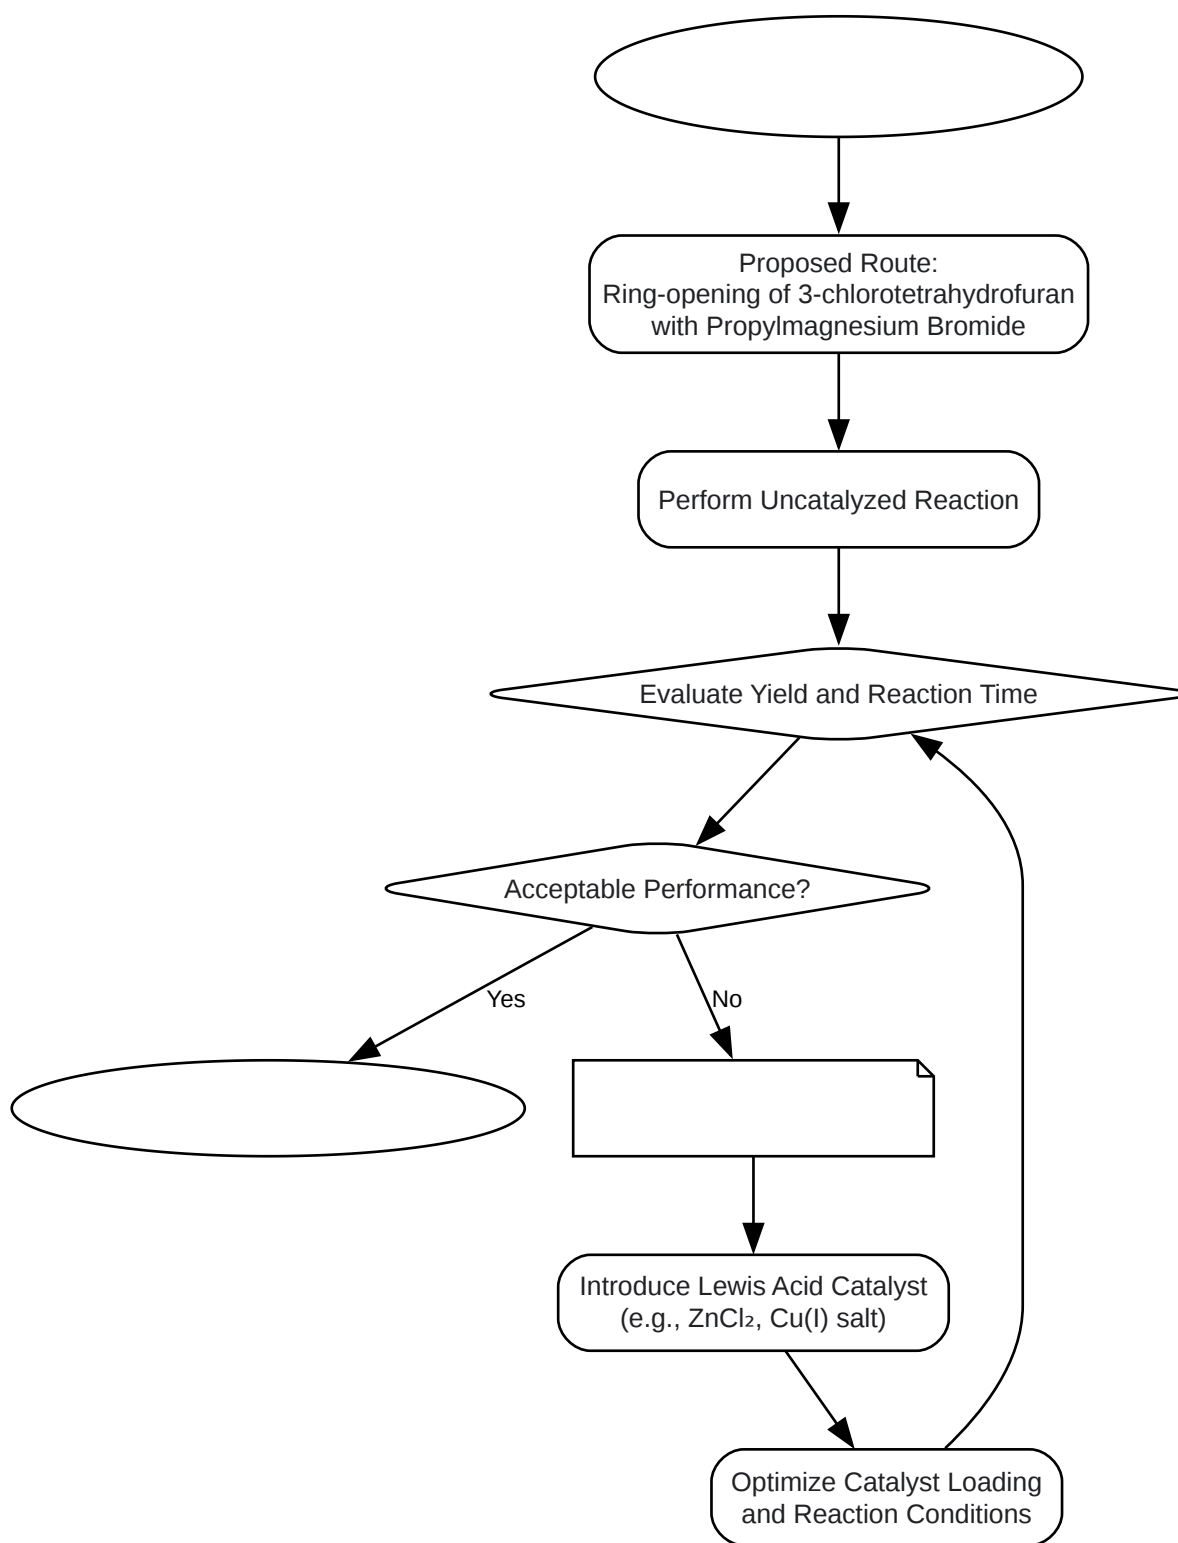 Proposed Route:
Ring-opening of 3-chlorotetrahydrofuran
with Propylmagnesium Bromide
Perform Uncatalyzed Reaction
Evaluate Yield and Reaction Time
Acceptable Performance?
Yes
No
Introduce Lewis Acid Catalyst
(e.g., ZnCl₂, Cu(I) salt)
Optimize Catalyst Loading
and Reaction Conditions